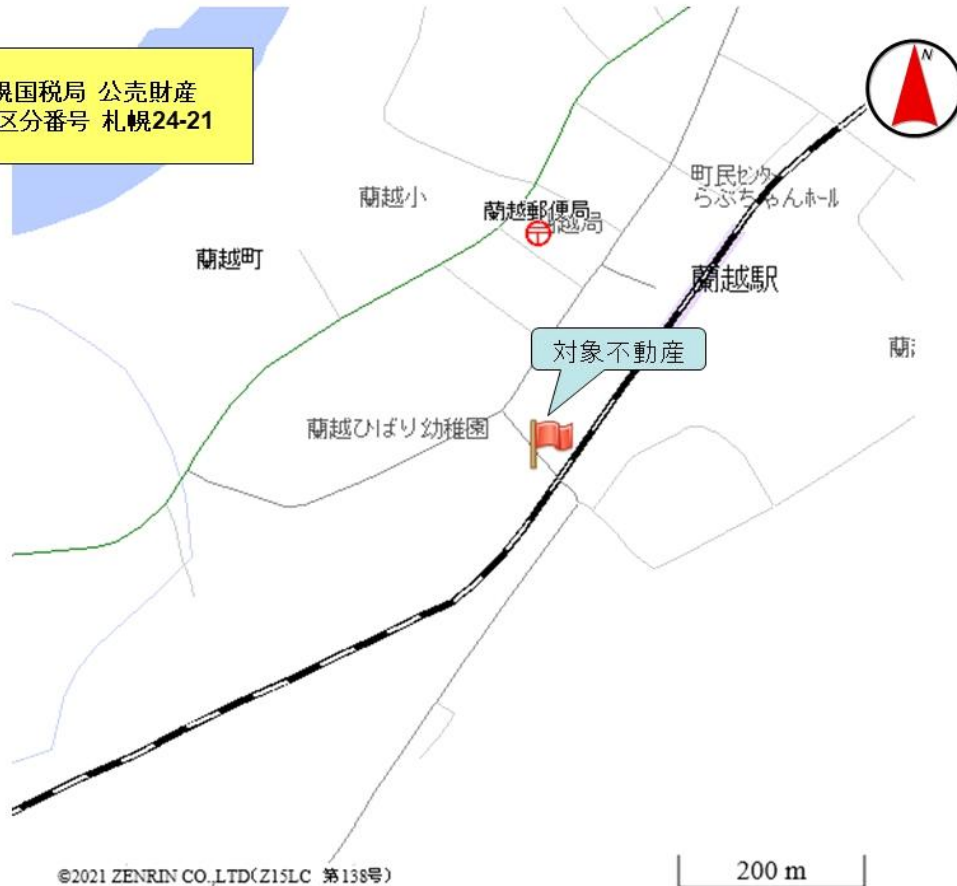 幌国税局 公売財産
区分番号 札幌24-21
N
町民センター
らぶちゃんホール
蘭越小
蘭越郵便局
越局
蘭越町
蘭越駅
対象不動産
蘭
蘭越ひばり幼稚園
©2021 ZENRIN CO.,LTD(Z15LC 第138号)
200 m